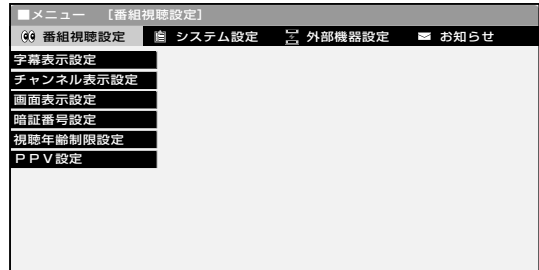 ■メニュー　［番組視聴設定］
番組視聴設定　システム設定　外部機器設定　お知らせ
字幕表示設定
チャンネル表示設定
画面表示設定
暗証番号設定
視聴年齢制限設定
ＰＰＶ設定